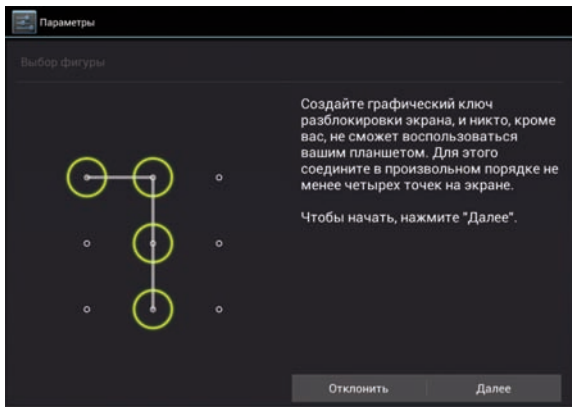 Параметры
Выбор фигуры
Создайте графический ключ
разблокировки экрана, и никто, кроме
вас, не сможет воспользоваться
вашим планшетом. Для этого
соедините в произвольном порядке не
менее четырех точек на экране.
Чтобы начать, нажмите "Далее".
Отклонить
Далее